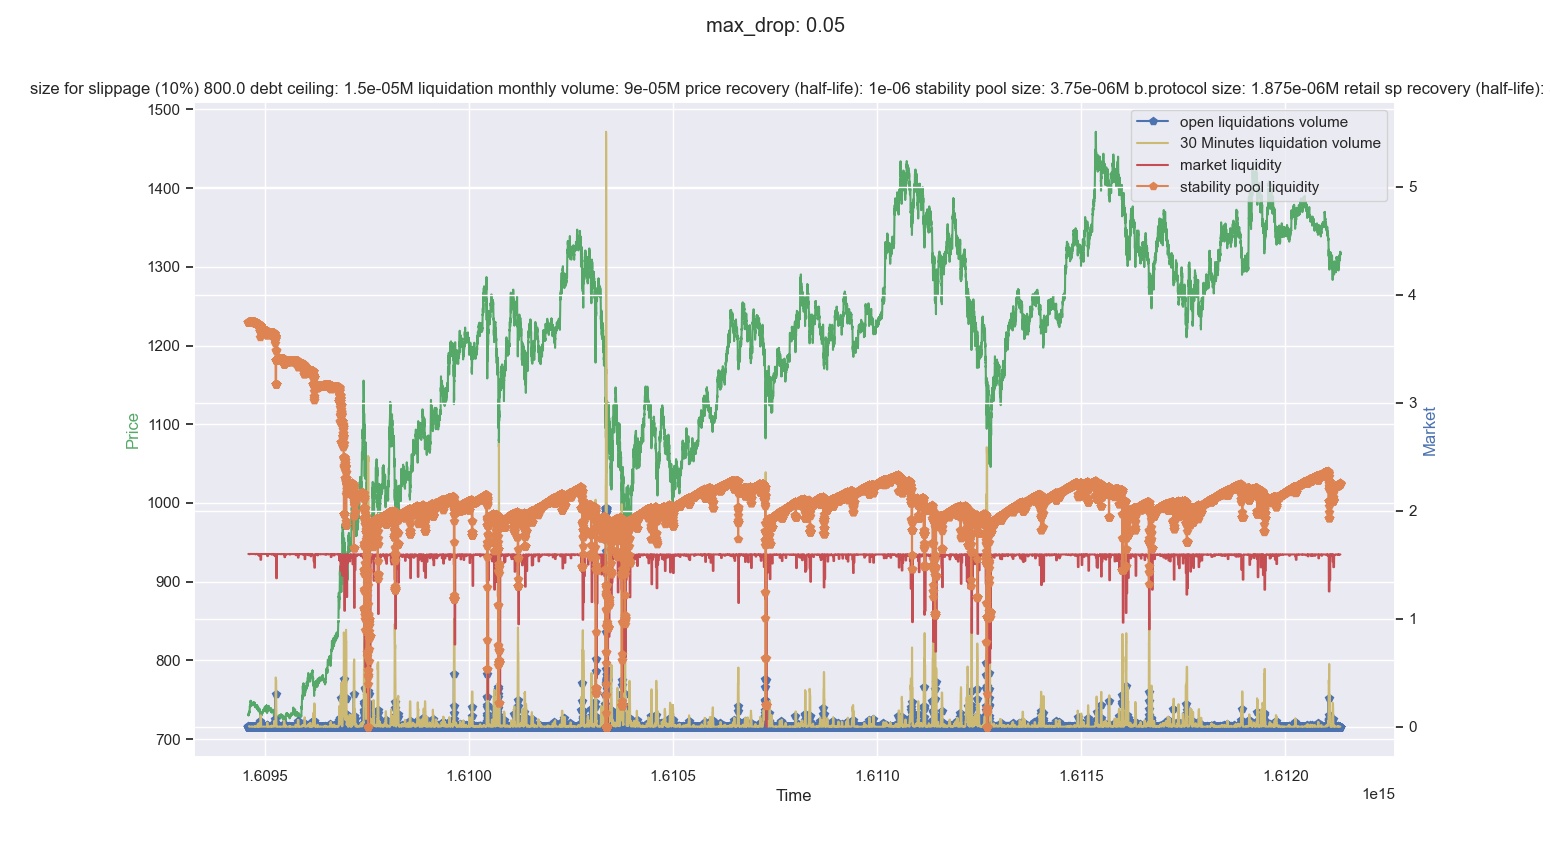 max_drop: 0.05
size for slippage (10%) 800.0 debt ceiling: 1.5e-05M liquidation monthly volume: 9e-05M price recovery (half-life): 1e-06 stability pool size: 3.75e-06M b.protocol size: 1.875e-06M retail sp recovery (half-life):
open liquidations volume
30 Minutes liquidation volume
market liquidity
stability pool liquidity
1500
1400
1300
1200
1100
1000
900
800
700
Price
5
4
3
2
1
0
Market
1.6095
1.6100
1.6105
1.6110
1.6115
1.6120
1e15
Time